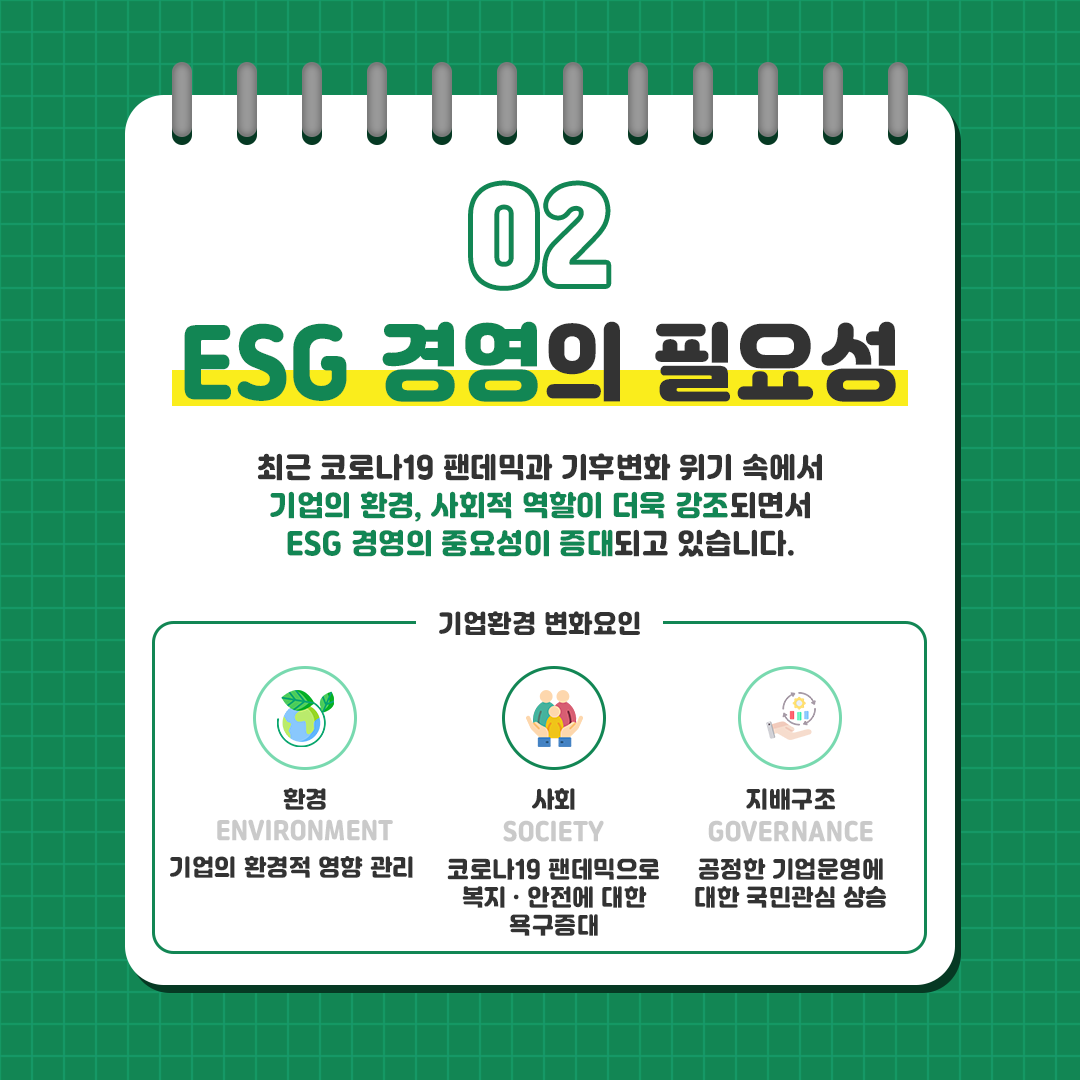 02
ESG 경영의 필요성
최근 코로나19 팬데믹과 기후변화 위기 속에서
기업의 환경, 사회적 역할이 더욱 강조되면서
ESG 경영의 중요성이 증대되고 있습니다.
기업환경 변화요인
환경
ENVIRONMENT
기업의 환경적 영향 관리
사회
SOCIETY
코로나19 팬데믹으로
복지 · 안전에 대한
욕구증대
지배구조
GOVERNANCE
공정한 기업운영에
대한 국민관심 상승